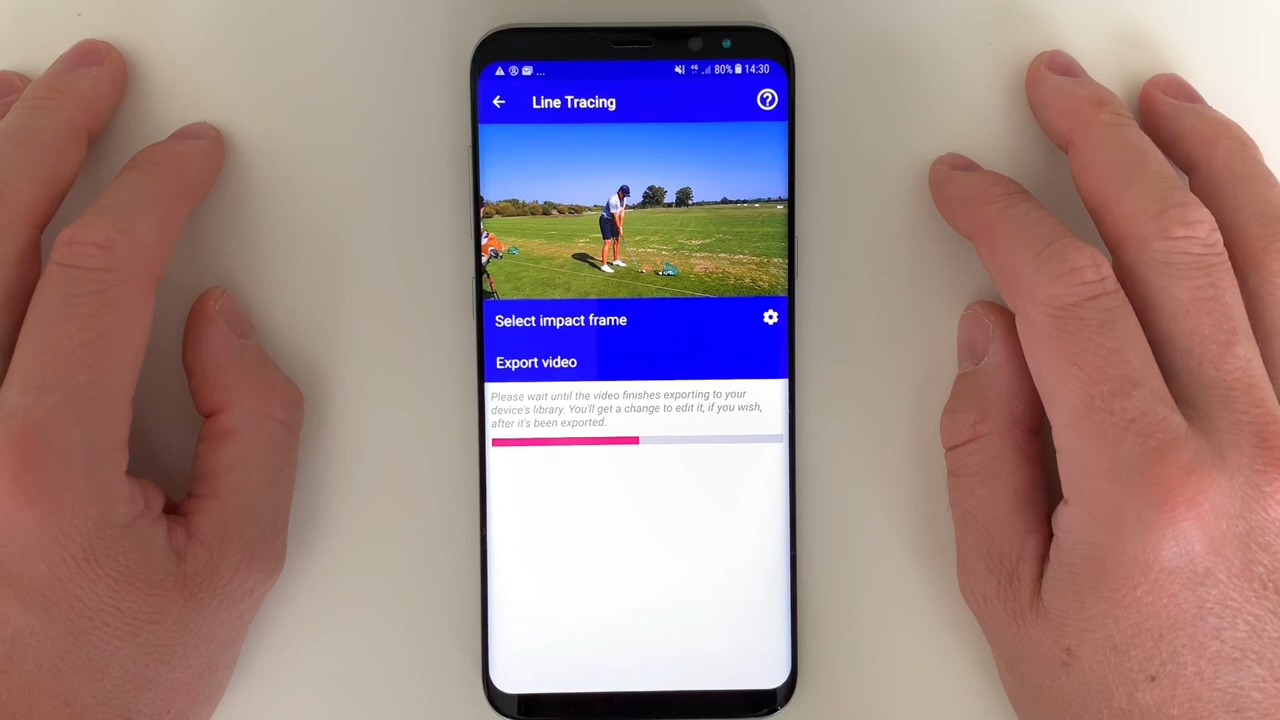 ... 4G 80% 14:30
Line Tracing
Select impact frame
Export video
Please wait until the video finishes exporting to your
device's library. You'll get a change to edit it, if you wish,
after it's been exported.